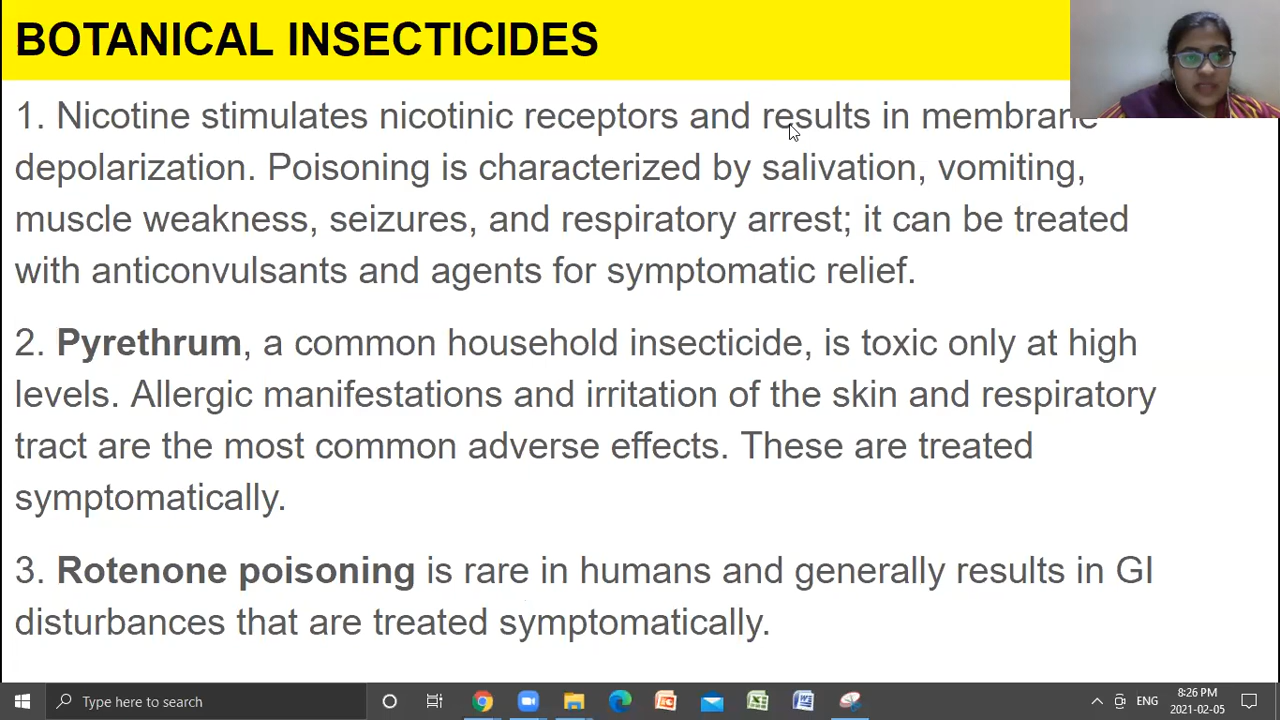 BOTANICAL INSECTICIDES
1. Nicotine stimulates nicotinic receptors and results in membrane
depolarization. Poisoning is characterized by salivation, vomiting,
muscle weakness, seizures, and respiratory arrest; it can be treated
with anticonvulsants and agents for symptomatic relief.
2. Pyrethrum, a common household insecticide, is toxic only at high
levels. Allergic manifestations and irritation of the skin and respiratory
tract are the most common adverse effects. These are treated
symptomatically.
3. Rotenone poisoning is rare in humans and generally results in GI
disturbances that are treated symptomatically.
Type here to search
ENG
8:26 PM
2021-02-05